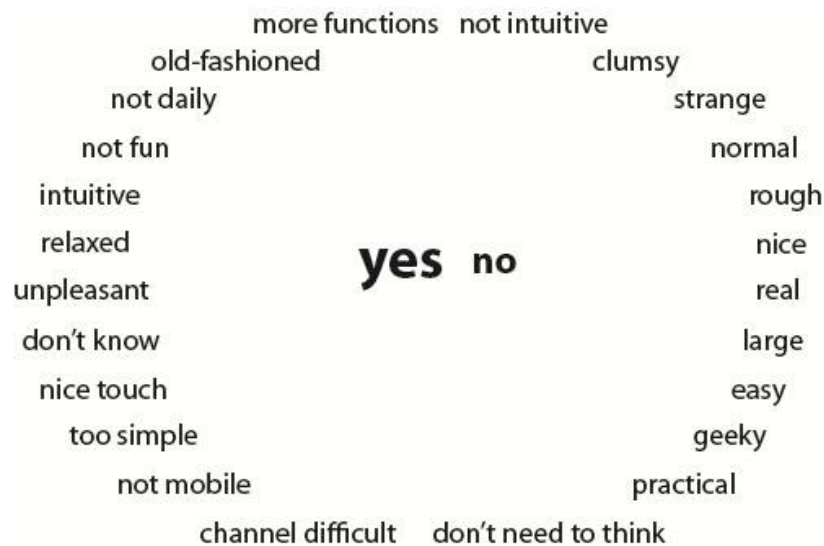 more functions not intuitive
old-fashioned clumsy
not daily strange
not fun normal
intuitive rough
relaxed nice
yes no
unpleasant real
don't know large
nice touch easy
too simple geeky
not mobile practical
channel difficult don't need to think